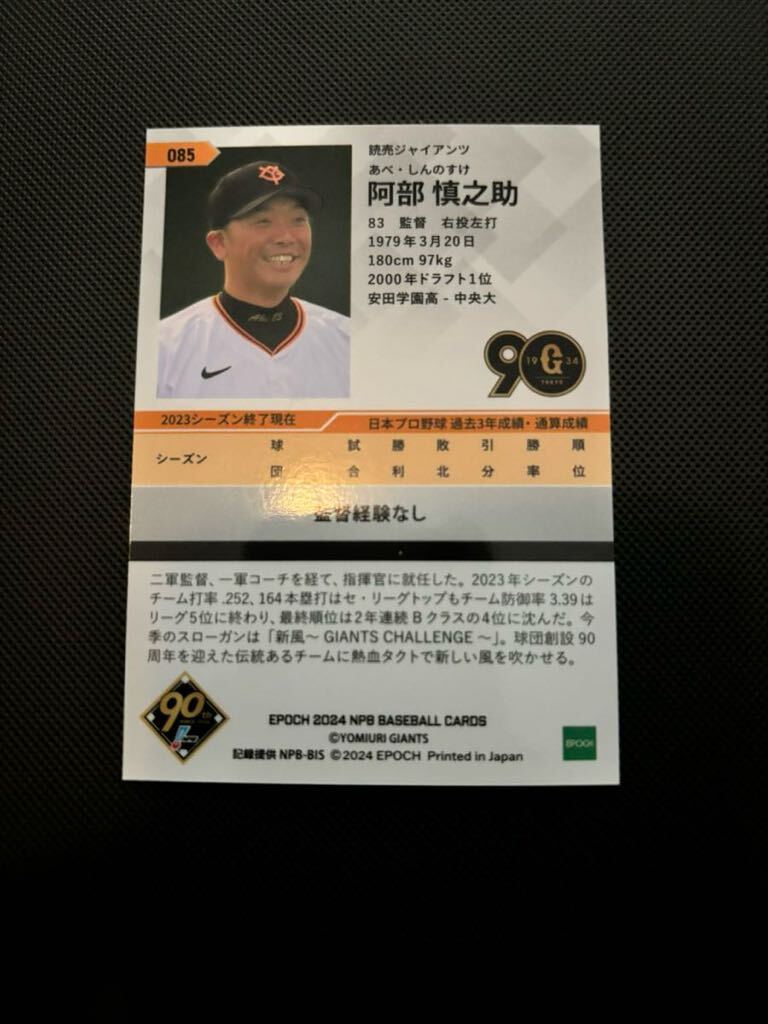 085
読売ジャイアンツ
あべ・しんのすけ
阿部 慎之助
83 監督 右投左打
1979年3月20日
180cm 97kg
2000年ドラフト1位
安田学園高 - 中央大
90
1934
G
TOKYO
2023シーズン終了現在
日本プロ野球 過去3年成績・通算成績
シーズン 球団 試合 勝利 敗北 引分 勝率 順位
監督経験なし
二軍監督、一軍コーチを経て、指揮官に就任した。2023年シーズンの
チーム打率 .252、164本塁打はセ・リーグトップもチーム防御率 3.39は
リーグ5位に終わり、最終順位は2年連続 Bクラスの4位に沈んだ。今
季のスローガンは「新風～ GIANTS CHALLENGE ～」。球団創設 90
周年を迎えた伝統あるチームに熱血タクトで新しい風を吹かせる。
90th
EPOCH 2024 NPB BASEBALL CARDS
©YOMIURI GIANTS
記録提供 NPB-BIS ©2024 EPOCH Printed in Japan
EPOCH